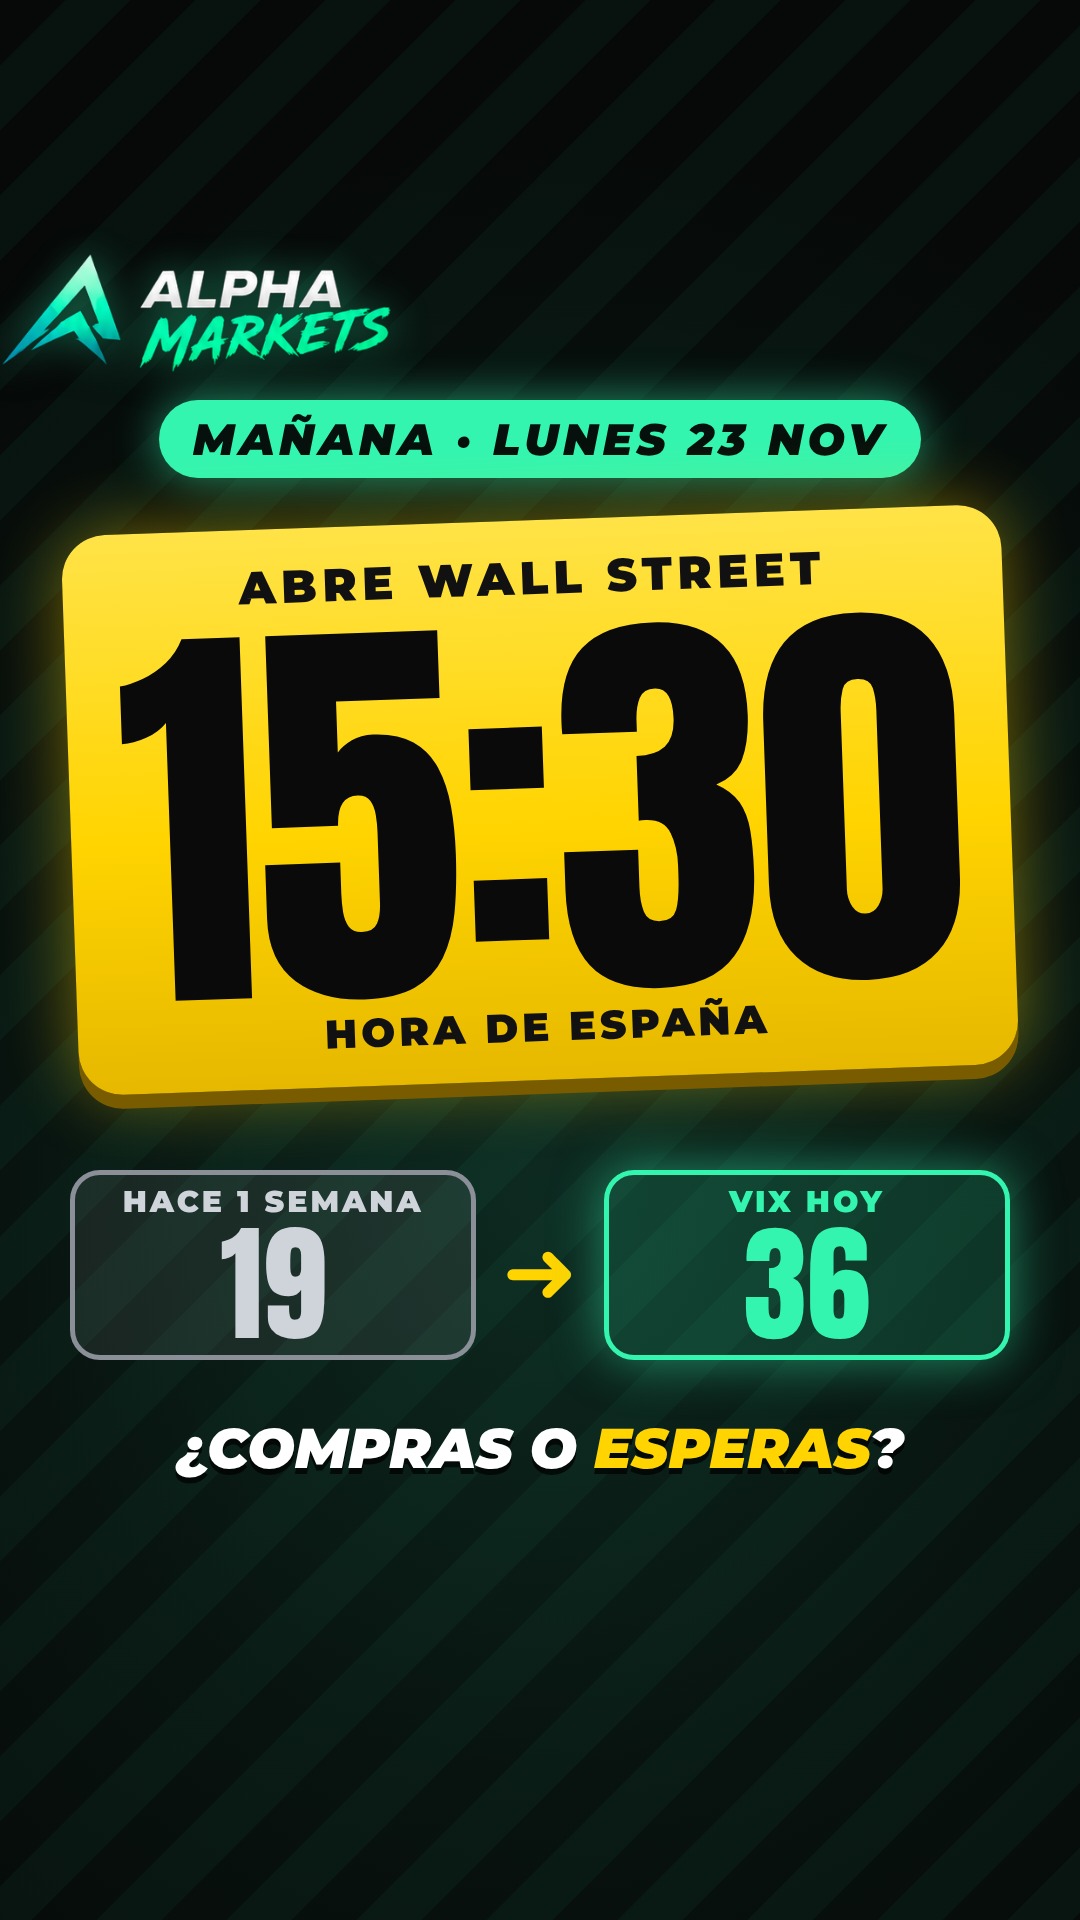 ALPHA
MARKETS
MAÑANA • LUNES 23 NOV
ABRE WALL STREET
15:30
HORA DE ESPAÑA
HACE 1 SEMANA
19
→
VIX HOY
36
¿COMPRAS O ESPERAS?